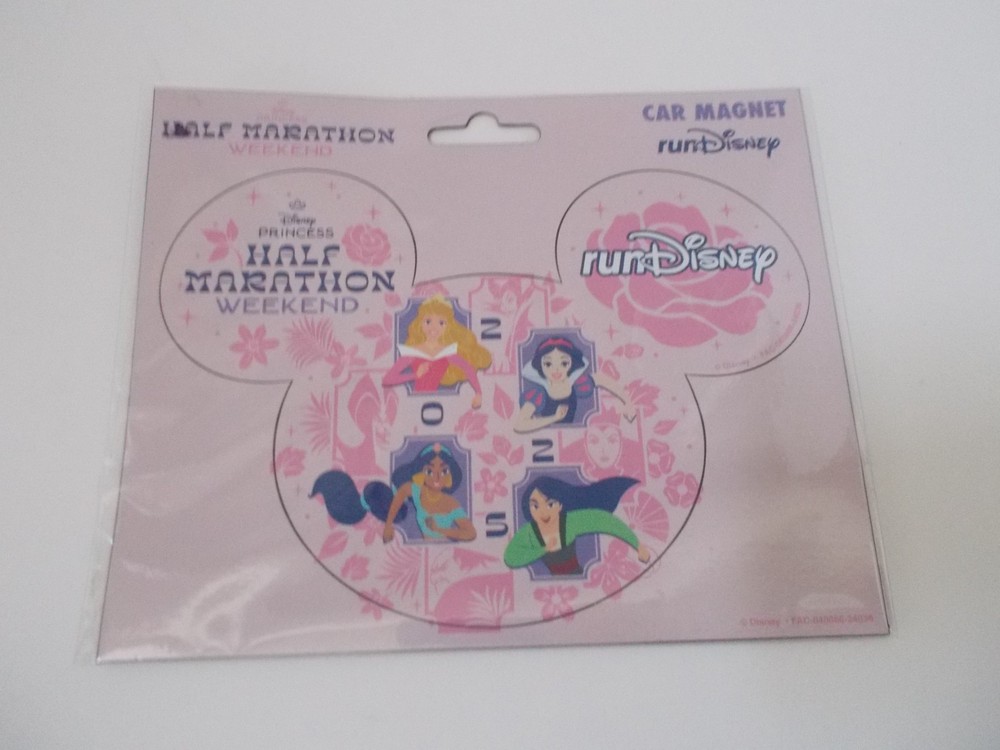 HALF MARATHON
WEEKEND
CAR MAGNET
runDisney
Disney
PRINCESS
HALF
MARATHON
WEEKEND
runDisney
2
0
2
5
© Disney